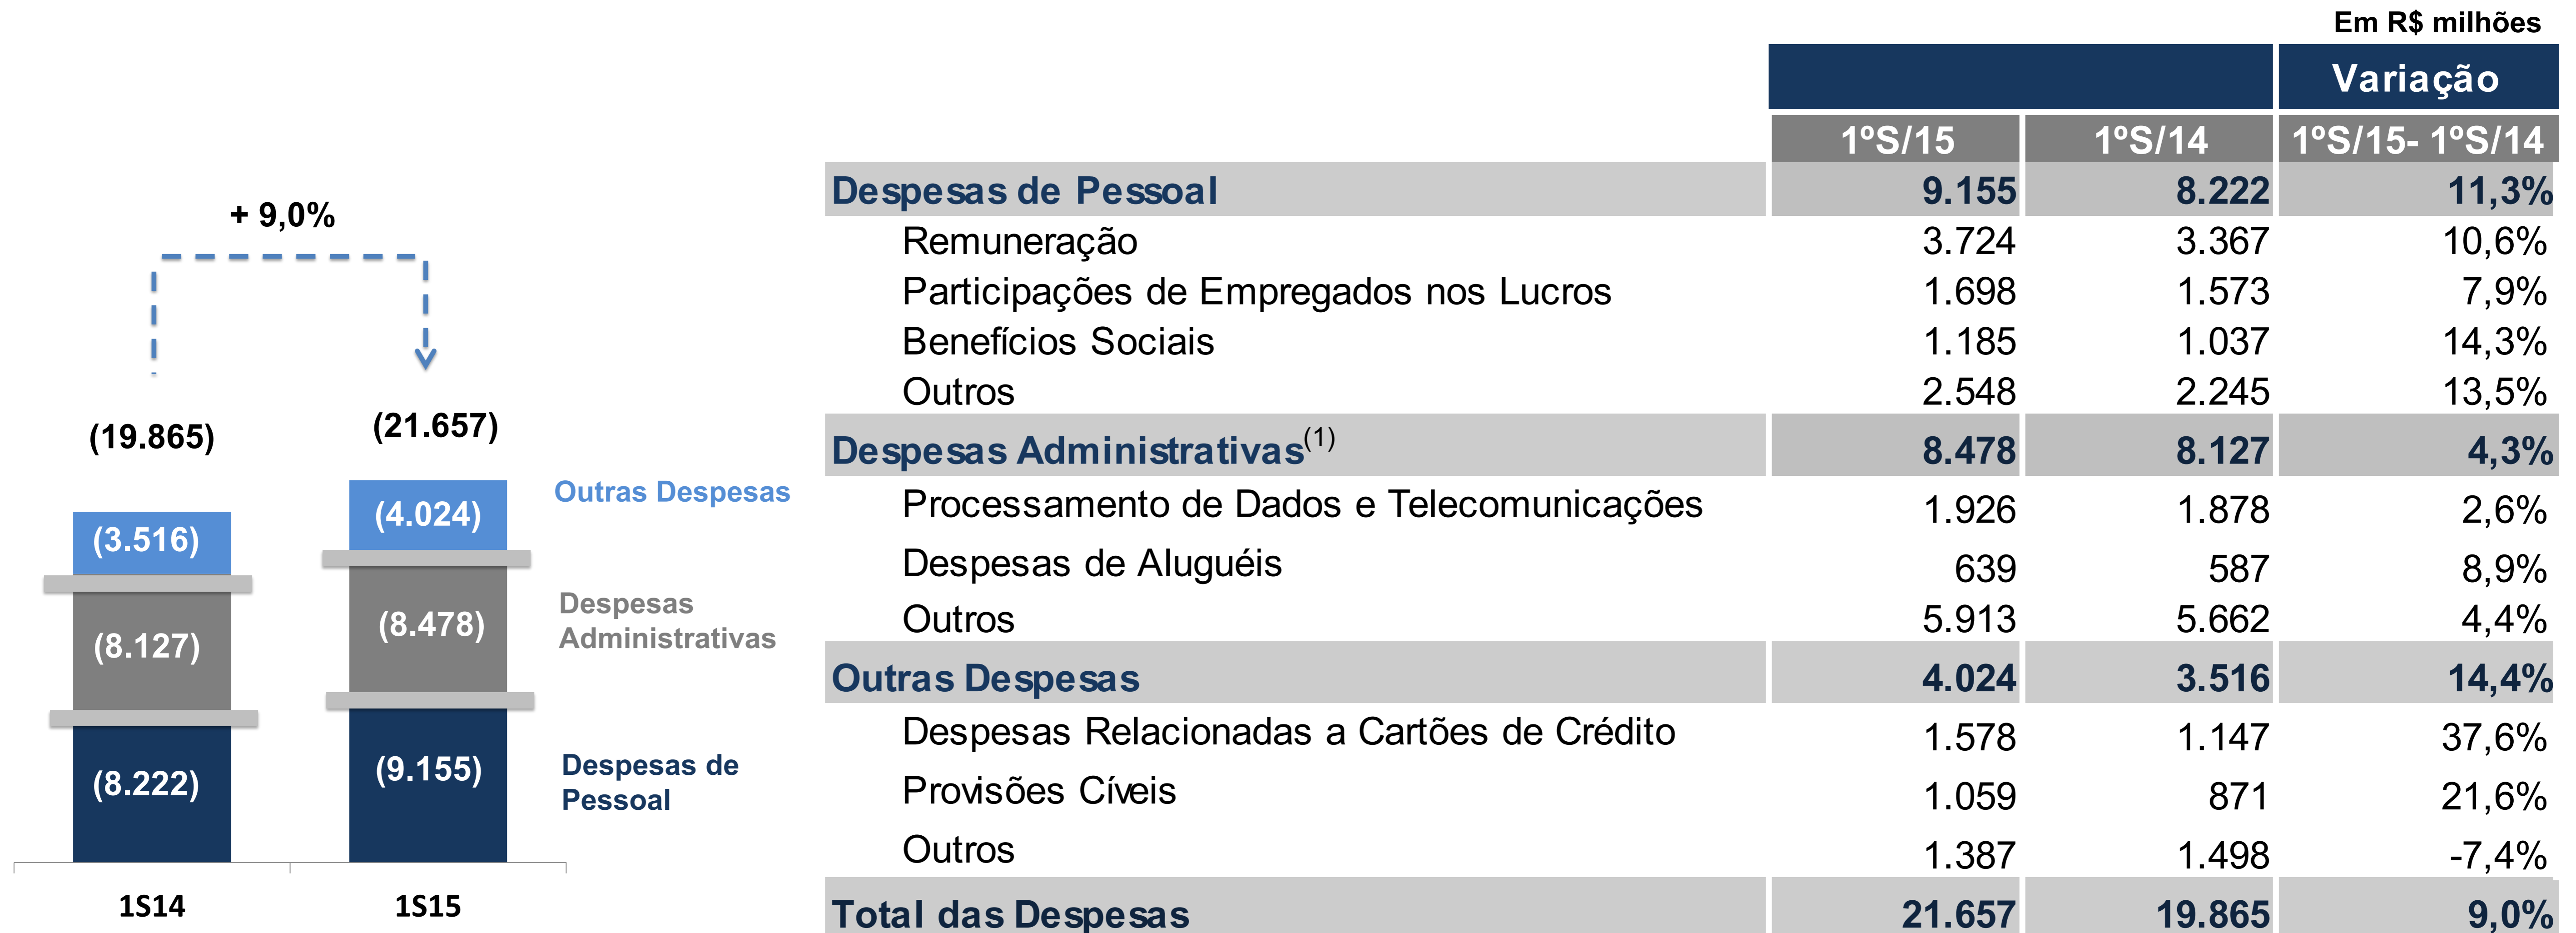 Em R$ milhões
+ 9,0%
(19.865)
(21.657)
(3.516)
(4.024)
Outras Despesas
(8.127)
(8.478)
Despesas
Administrativas
(8.222)
(9.155)
Despesas de
Pessoal
1S14
1S15
Variação
1ºS/15 1ºS/14 1ºS/15- 1ºS/14
Despesas de Pessoal 9.155 8.222 11,3%
Remuneração 3.724 3.367 10,6%
Participações de Empregados nos Lucros 1.698 1.573 7,9%
Benefícios Sociais 1.185 1.037 14,3%
Outros 2.548 2.245 13,5%
Despesas Administrativas(1) 8.478 8.127 4,3%
Processamento de Dados e Telecomunicações 1.926 1.878 2,6%
Despesas de Aluguéis 639 587 8,9%
Outros 5.913 5.662 4,4%
Outras Despesas 4.024 3.516 14,4%
Despesas Relacionadas a Cartões de Crédito 1.578 1.147 37,6%
Provisões Cíveis 1.059 871 21,6%
Outros 1.387 1.498 -7,4%
Total das Despesas 21.657 19.865 9,0%